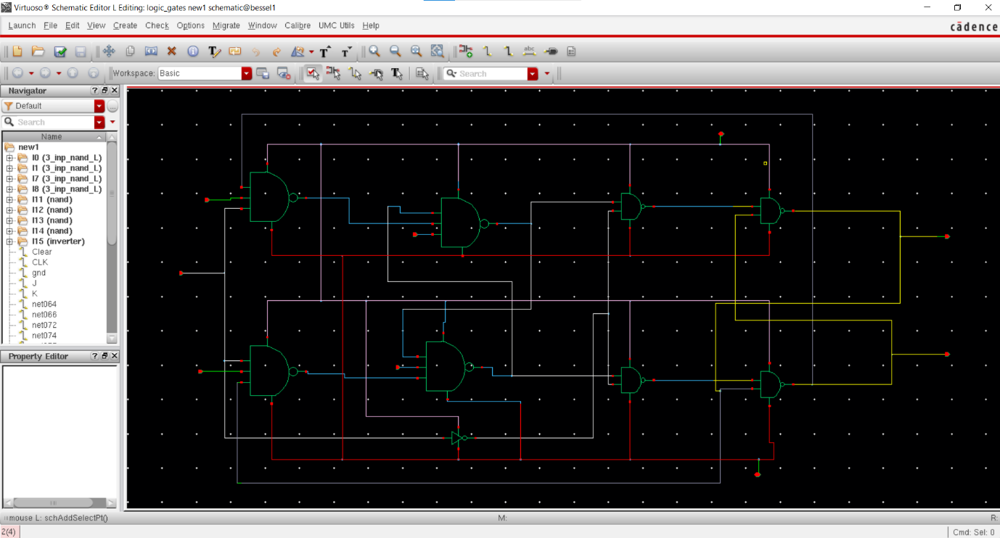 Virtuoso® Schematic Editor L Editing: logic_gates new1 schematic@bessel1
Launch File Edit View Create Check Options Migrate Window Calibre UMC Utils Help
cādence
abc
Workspace: Basic
Search
Navigator
Default
Search
Name
new1
I0 (3_inp_nand_L)
I1 (3_inp_nand_L)
I7 (3_inp_nand_L)
I8 (3_inp_nand_L)
I11 (nand)
I12 (nand)
I13 (nand)
I14 (nand)
I15 (inverter)
Clear
CLK
gnd
J
K
net064
net066
net072
net074
Property Editor
mouse L: schAddSelectPt()
M:
R:
2(4)
Cmd: Sel: 0